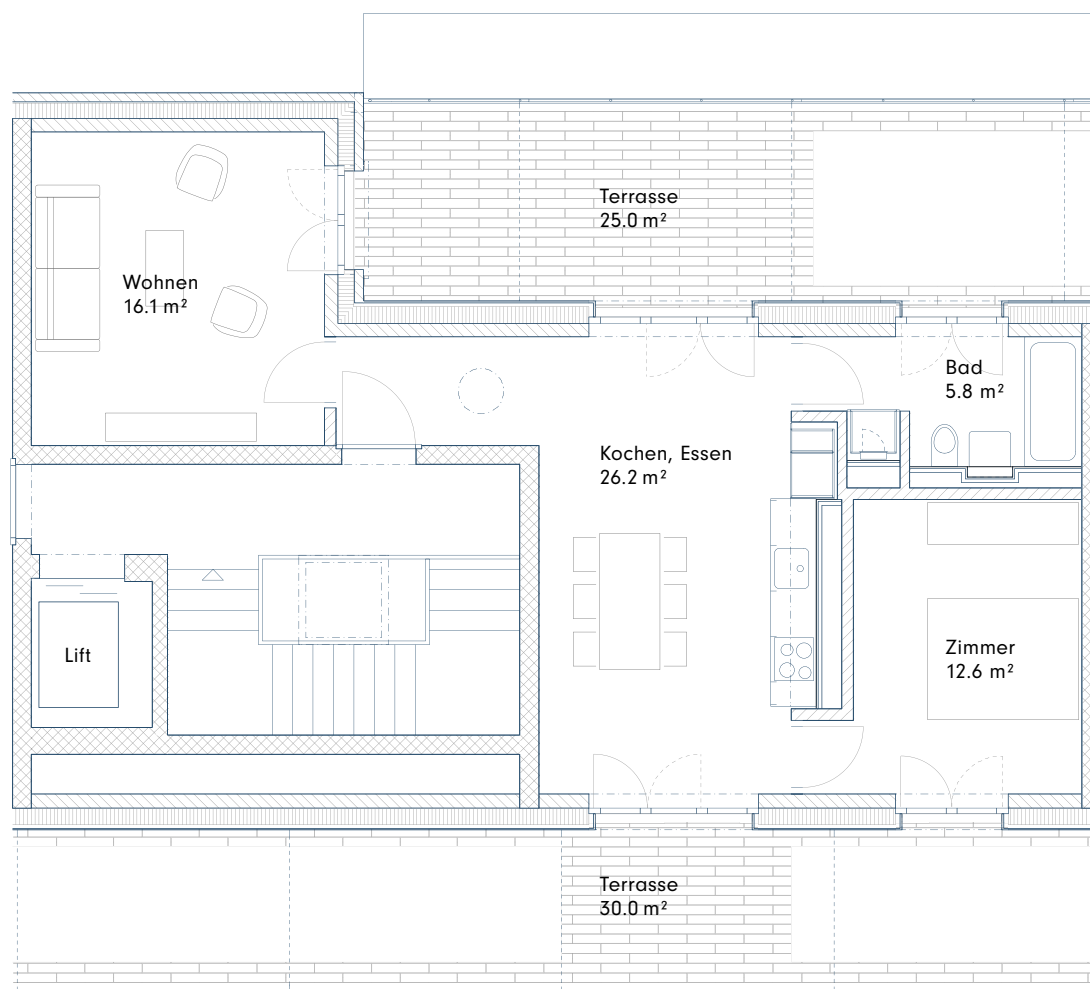 Terrasse
25.0 m²
Wohnen
16.1 m²
Bad
5.8 m²
Kochen, Essen
26.2 m²
Lift
Zimmer
12.6 m²
Terrasse
30.0 m²